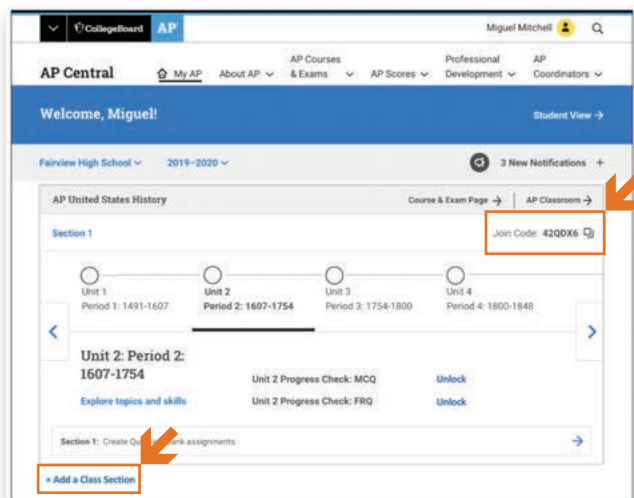 CollegeBoard AP
Miguel Mitchell
AP Central
My AP
About AP
AP Courses
& Exams
AP Scores
Professional
Development
AP
Coordinators
Welcome, Miguel!
Student View →
Fairview High School
2019–2020
3 New Notifications +
AP United States History
Course & Exam Page →
AP Classroom →
Section 1
Join Code: 42QDX6
Unit 1
Period 1: 1491-1607
Unit 2
Period 2: 1607-1754
Unit 3
Period 3: 1754-1800
Unit 4
Period 4: 1800-1848
Unit 2: Period 2:
1607-1754
Explore topics and skills
Unit 2 Progress Check: MCQ
Unlock
Unit 2 Progress Check: FRQ
Unlock
Section 1: Create assignments
+ Add a Class Section